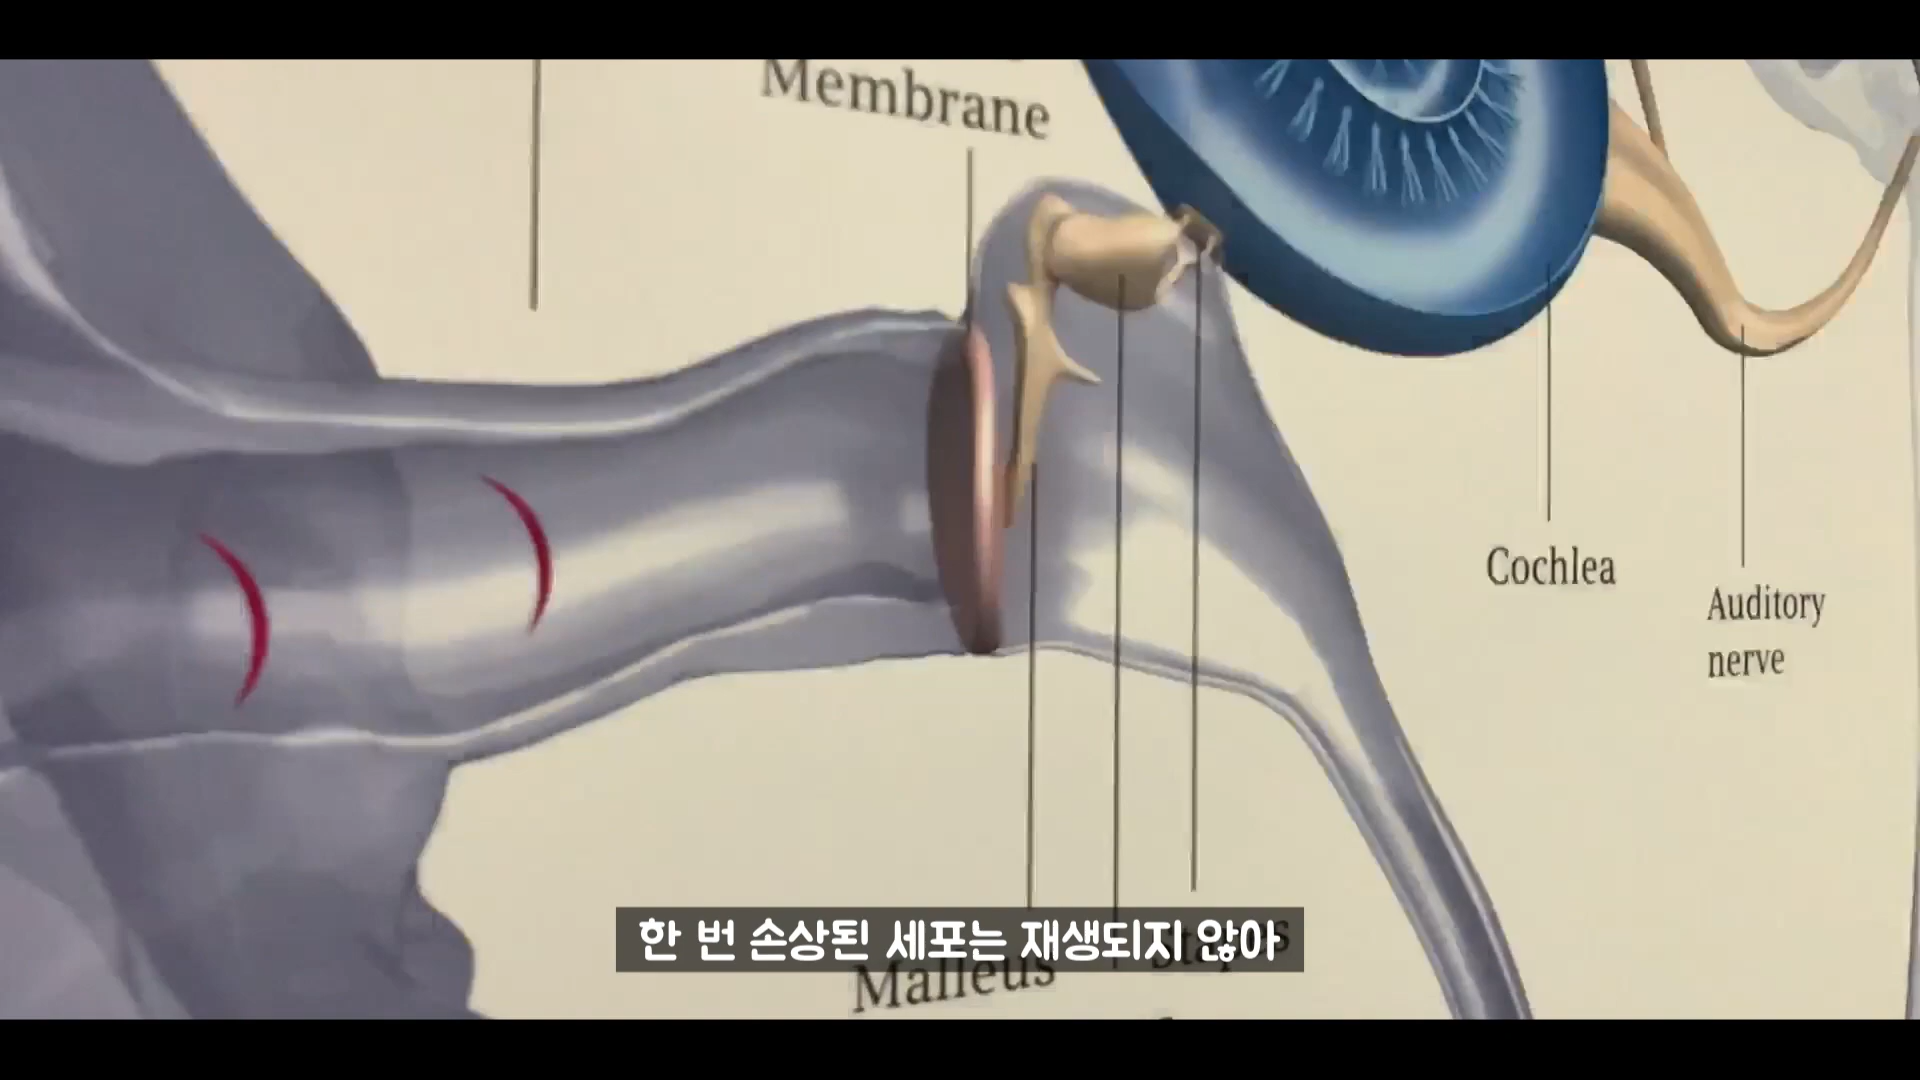 Membrane
Cochlea
Auditory
nerve
한 번 손상된 세포는 재생되지 않아
Stapes
Malleus